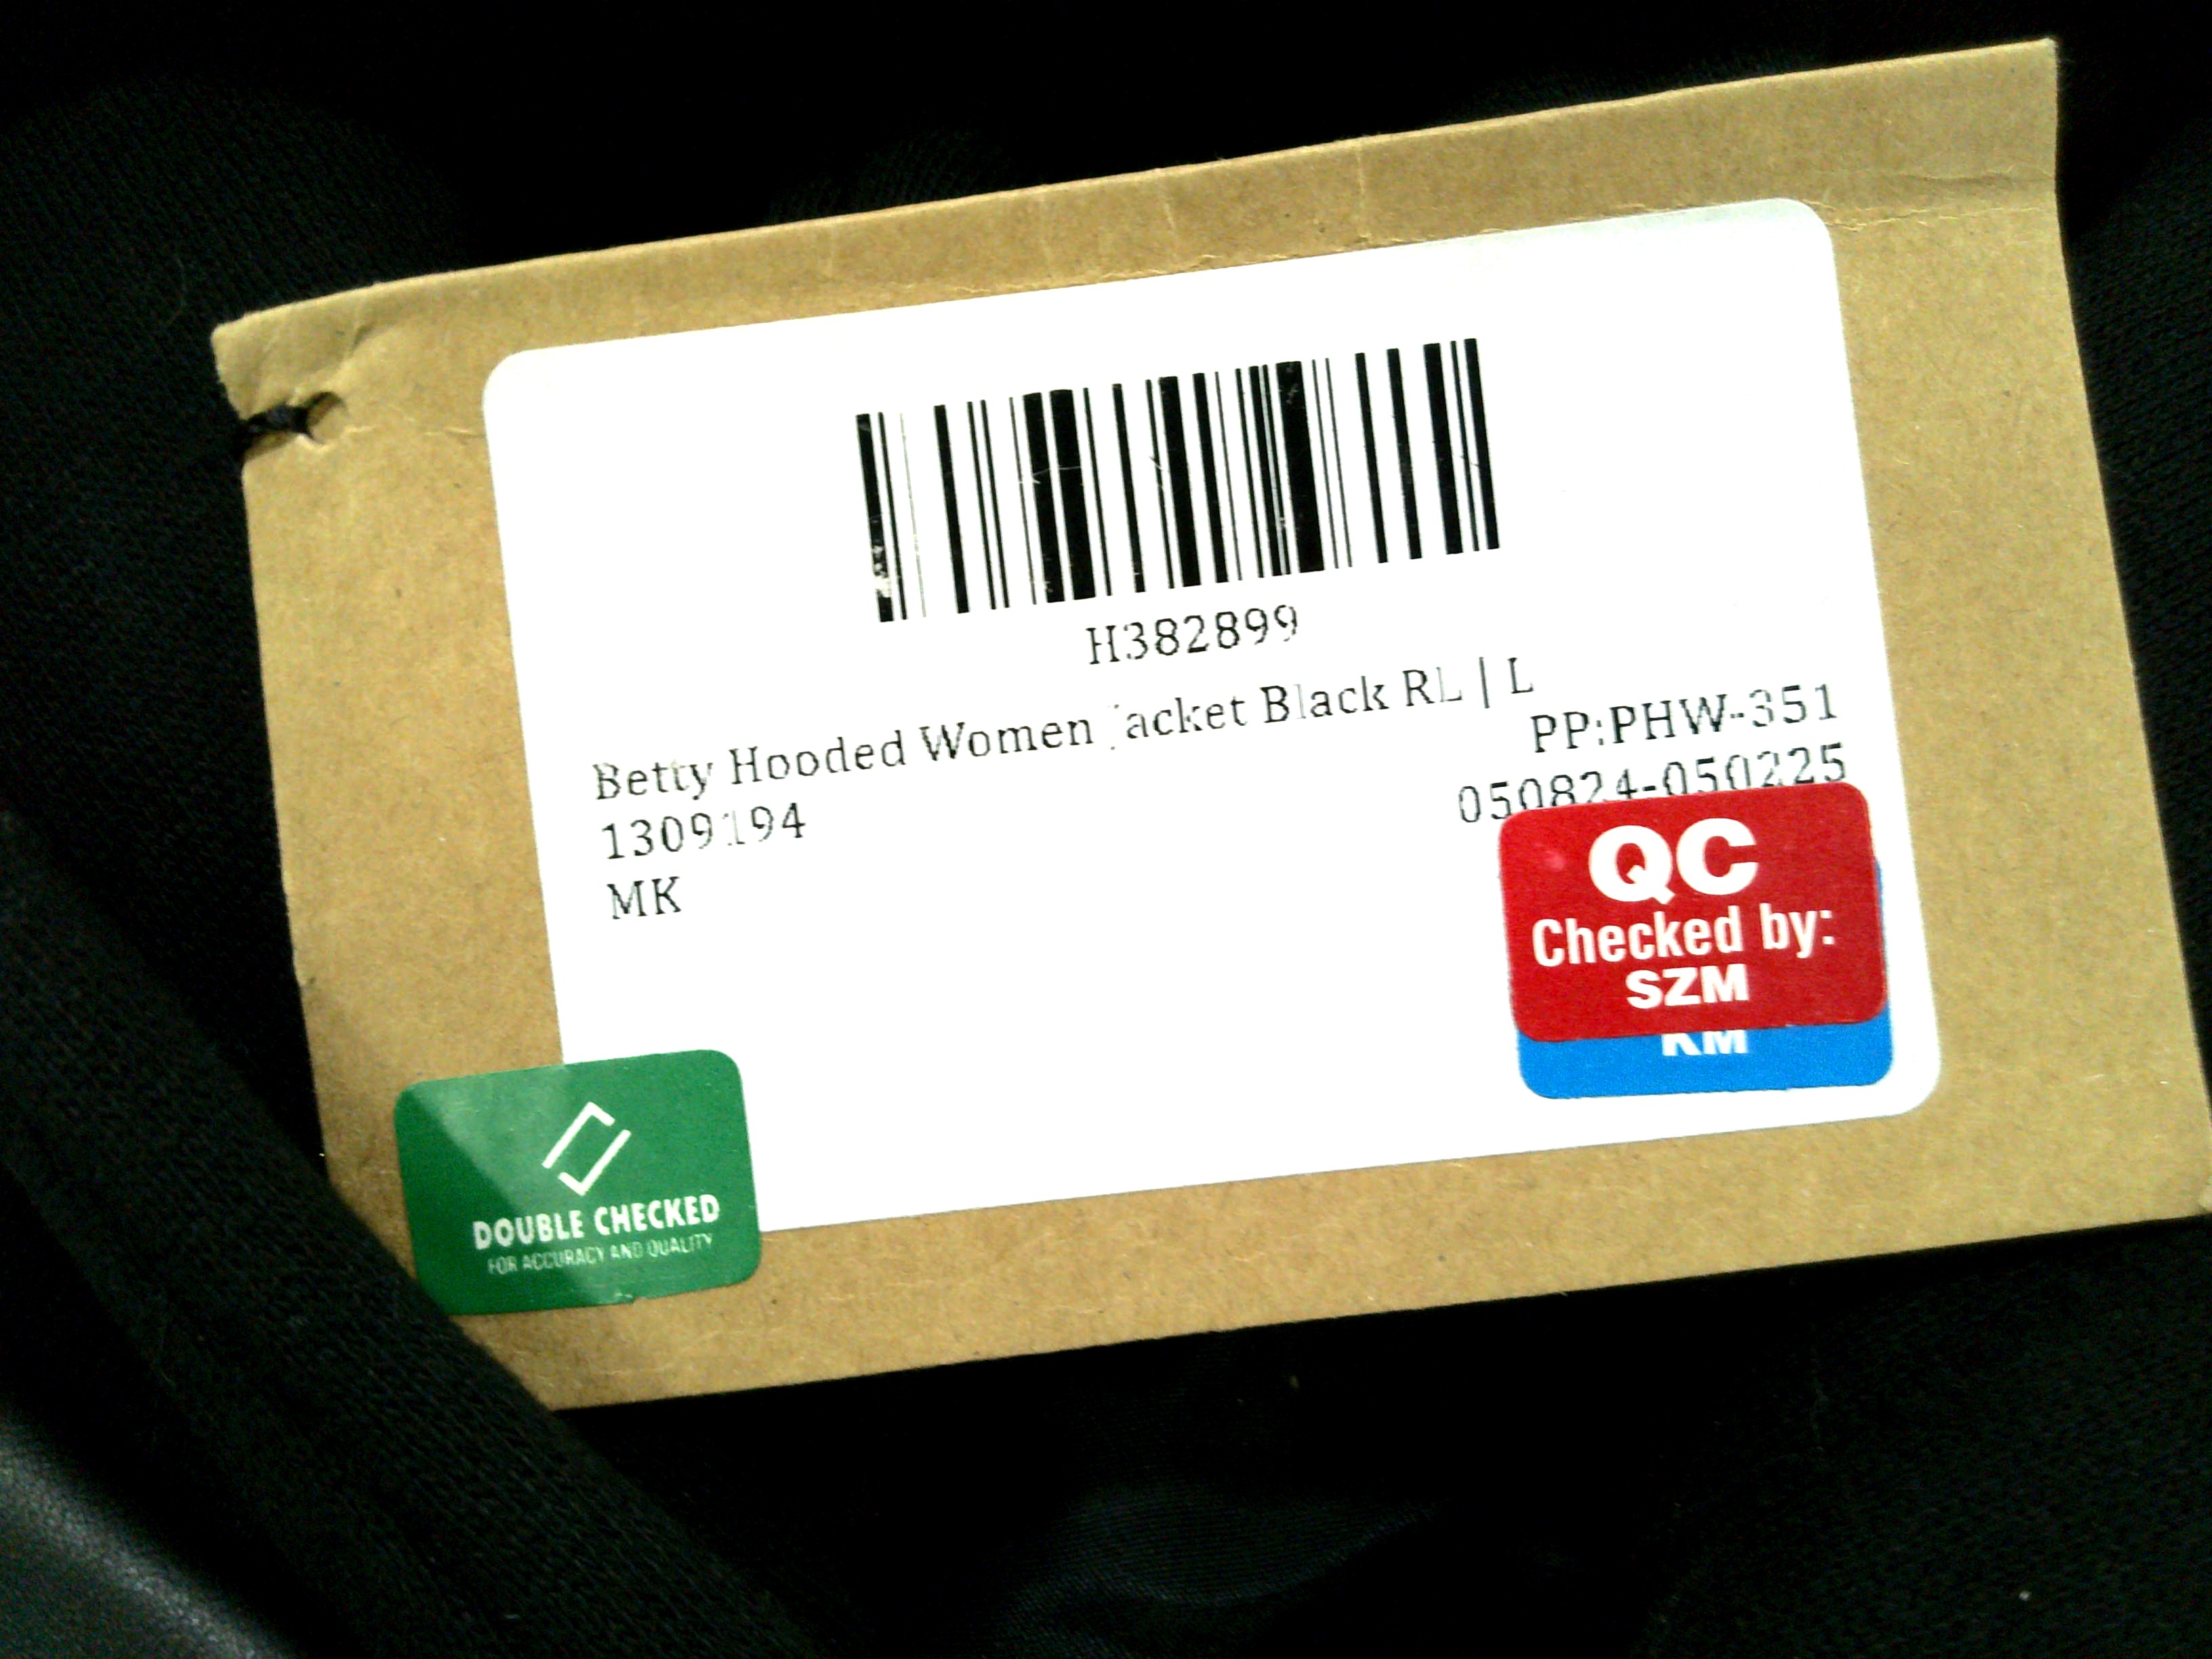 H382899
Betty Hooded Women Jacket Black RL | L
PP:PHW-351
1309194
050824-050225
MK
QC
Checked by:
SZM
KM
DOUBLE CHECKED
FOR ACCURACY AND QUALITY